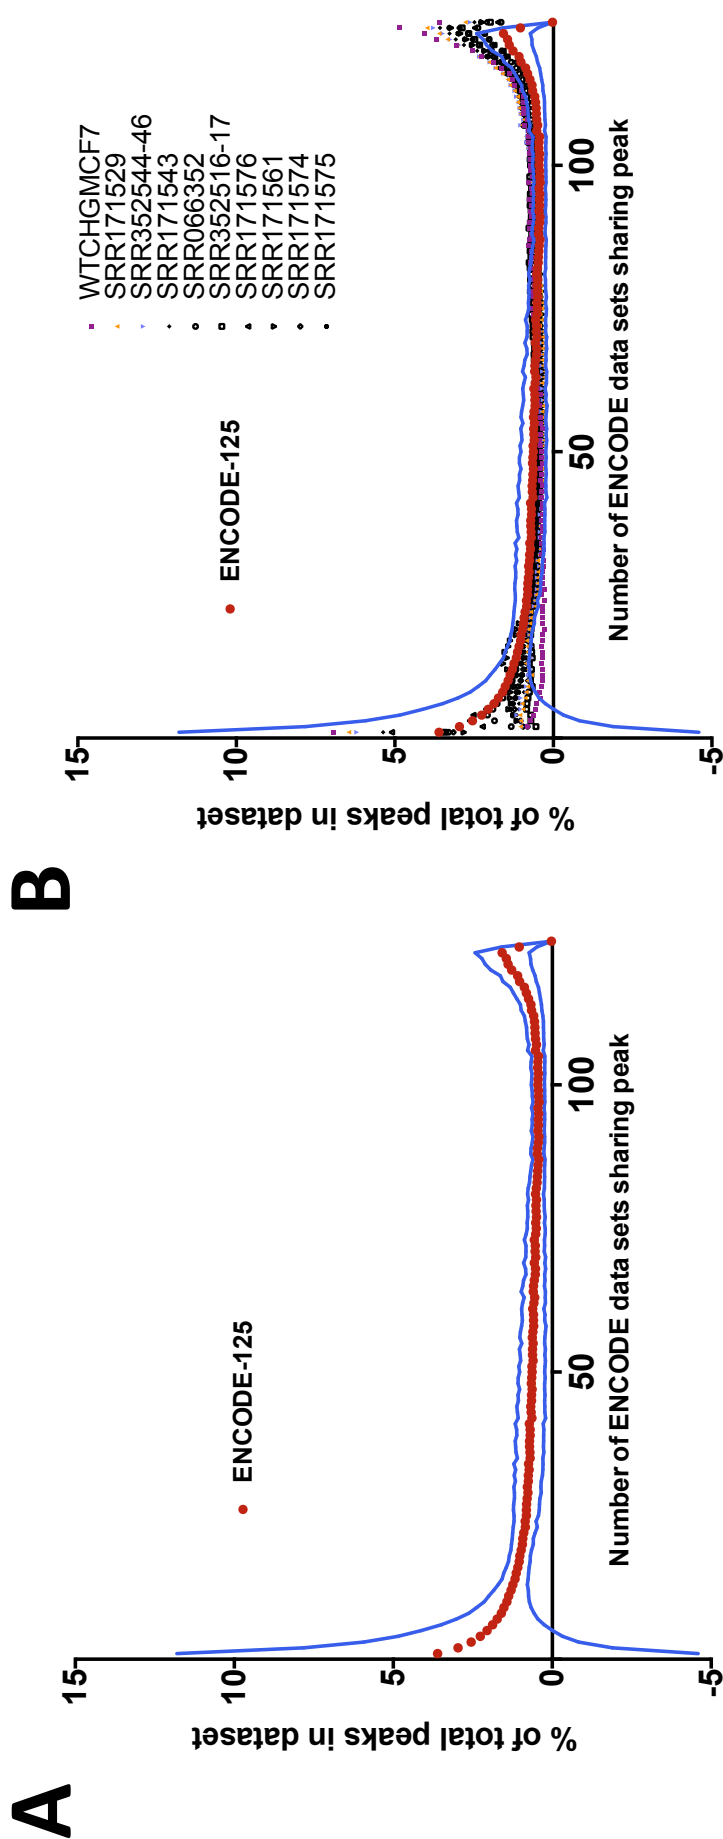 A
15
10
5
0
-5
% of total peaks in dataset
50
100
Number of ENCODE data sets sharing peak
ENCODE-125
B
15
10
5
0
-5
% of total peaks in dataset
50
100
Number of ENCODE data sets sharing peak
ENCODE-125
WTCHGMCF7
SRR171529
SRR352544-46
SRR171543
SRR066352
SRR352516-17
SRR171576
SRR171561
SRR171574
SRR171575